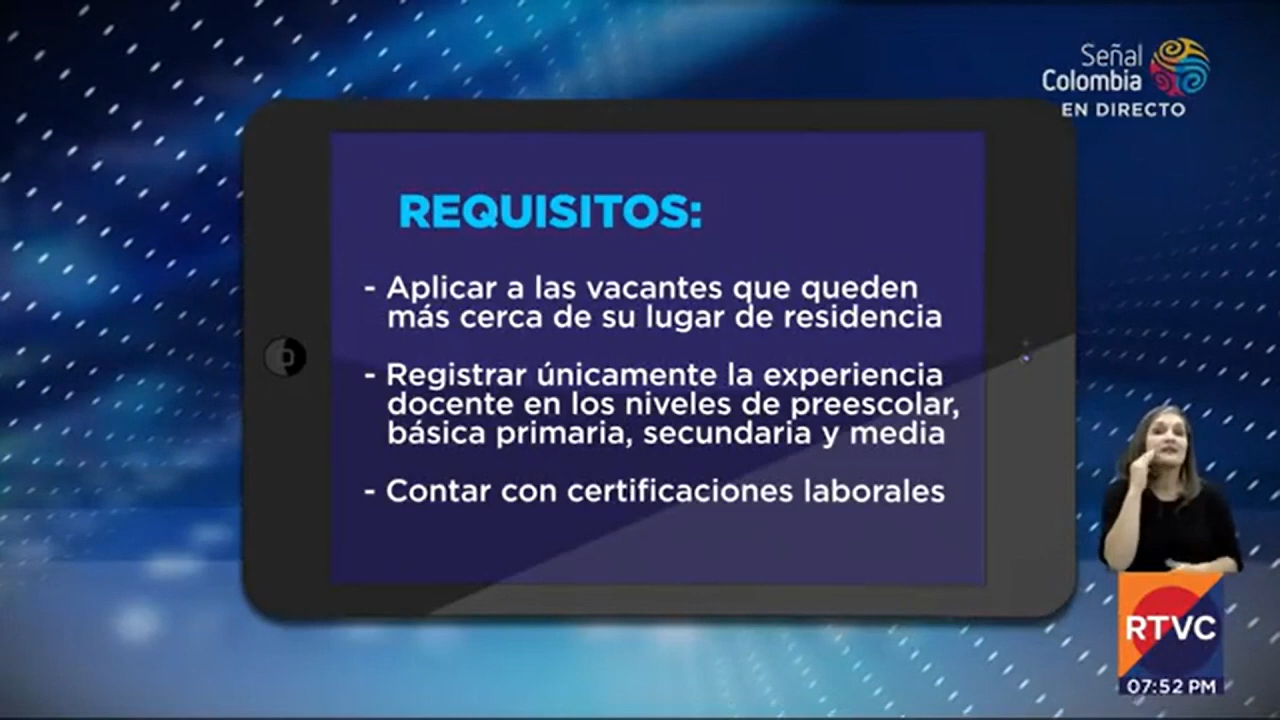 Señal
Colombia
EN DIRECTO
REQUISITOS:
- Aplicar a las vacantes que queden
más cerca de su lugar de residencia
- Registrar únicamente la experiencia
docente en los niveles de preescolar,
básica primaria, secundaria y media
- Contar con certificaciones laborales
RTVC
07:52 PM